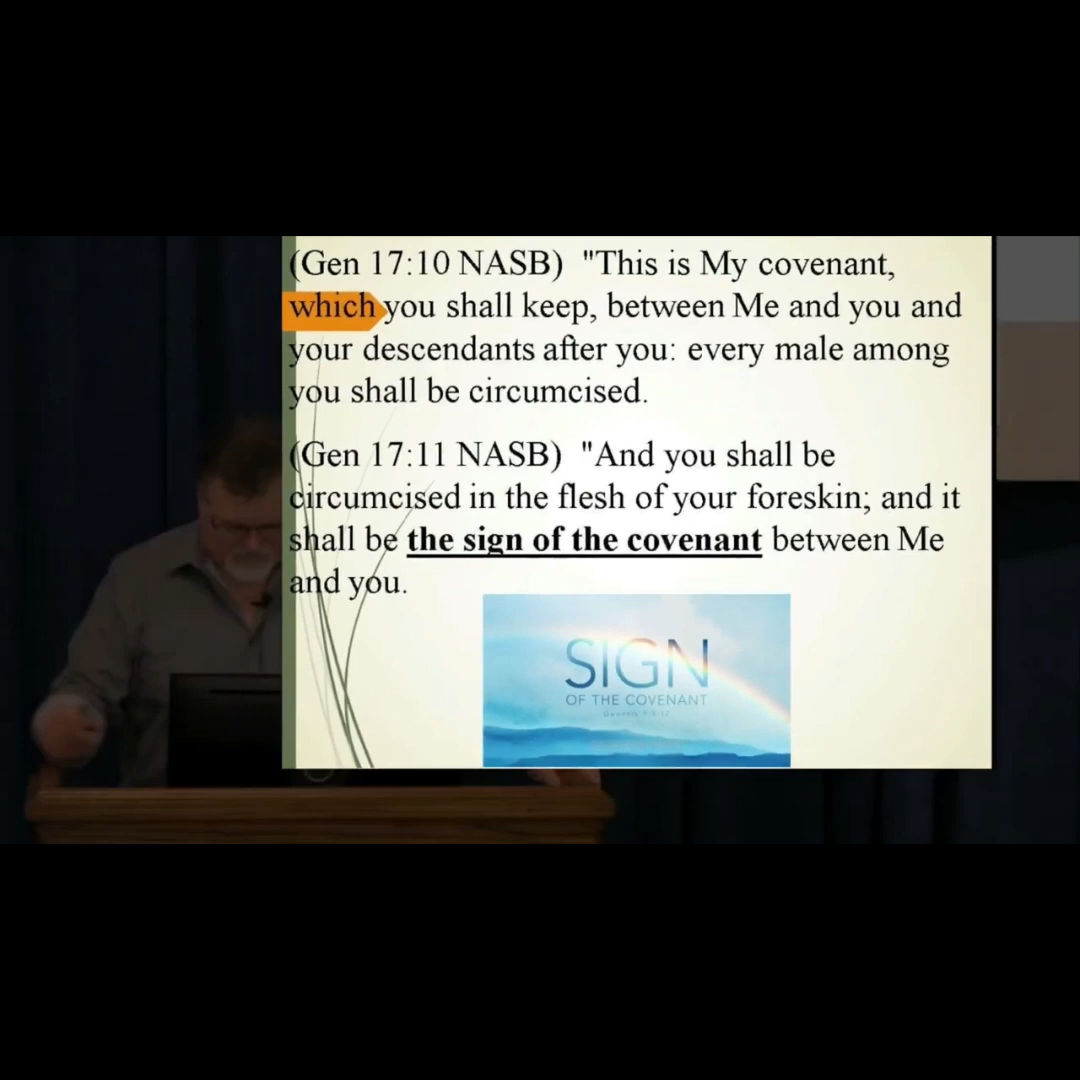 (Gen 17:10 NASB)  "This is My covenant,
which you shall keep, between Me and you and
your descendants after you: every male among
you shall be circumcised.
(Gen 17:11 NASB)  "And you shall be
circumcised in the flesh of your foreskin; and it
shall be the sign of the covenant between Me
and you.
SIGN
OF THE COVENANT